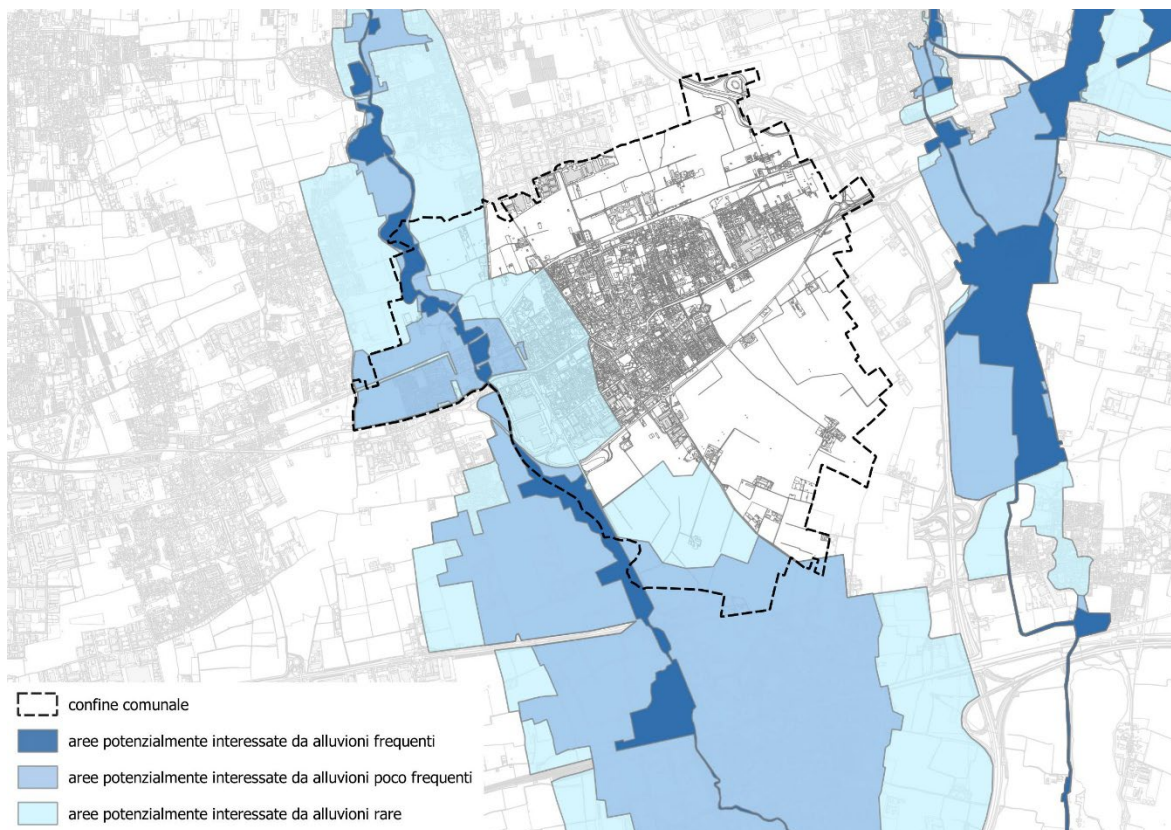 confine comunale
aree potenzialmente interessate da alluvioni frequenti
aree potenzialmente interessate da alluvioni poco frequenti
aree potenzialmente interessate da alluvioni rare